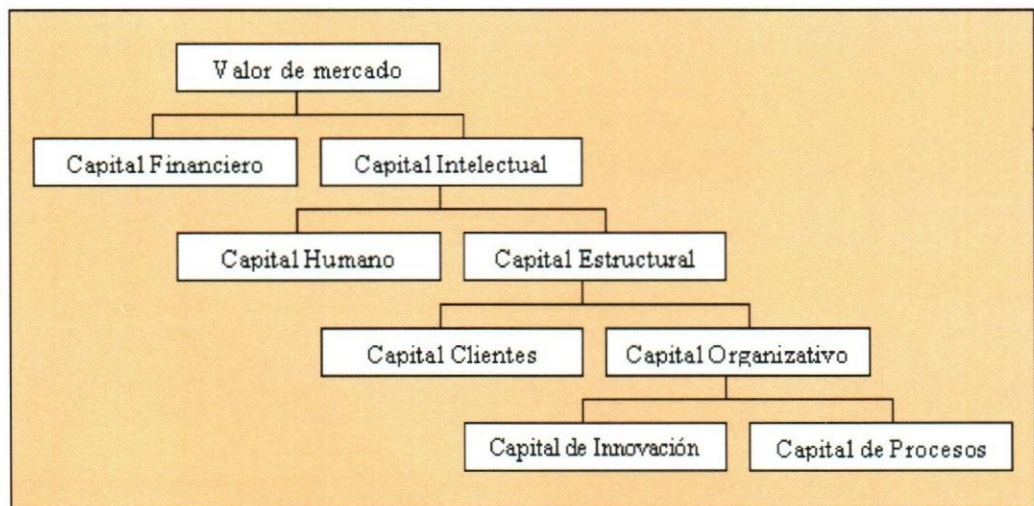 Valor de mercado
Capital Financiero
Capital Intelectual
Capital Humano
Capital Estructural
Capital Clientes
Capital Organizativo
Capital de Innovación
Capital de Procesos